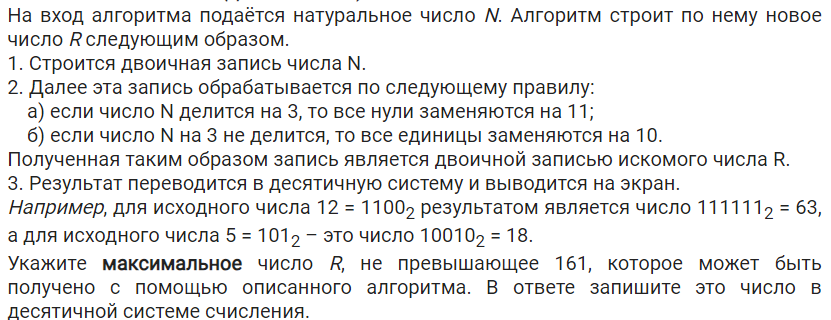 На вход алгоритма подаётся натуральное число N. Алгоритм строит по нему новое
число R следующим образом.
1. Строится двоичная запись числа N.
2. Далее эта запись обрабатывается по следующему правилу:
а) если число N делится на 3, то все нули заменяются на 11;
б) если число N на 3 не делится, то все единицы заменяются на 10.
Полученная таким образом запись является двоичной записью искомого числа R.
3. Результат переводится в десятичную систему и выводится на экран.
Например, для исходного числа 12 = 1100₂ результатом является число 111111₂ = 63,
а для исходного числа 5 = 101₂ – это число 10010₂ = 18.
Укажите максимальное число R, не превышающее 161, которое может быть
получено с помощью описанного алгоритма. В ответе запишите это число в
десятичной системе счисления.